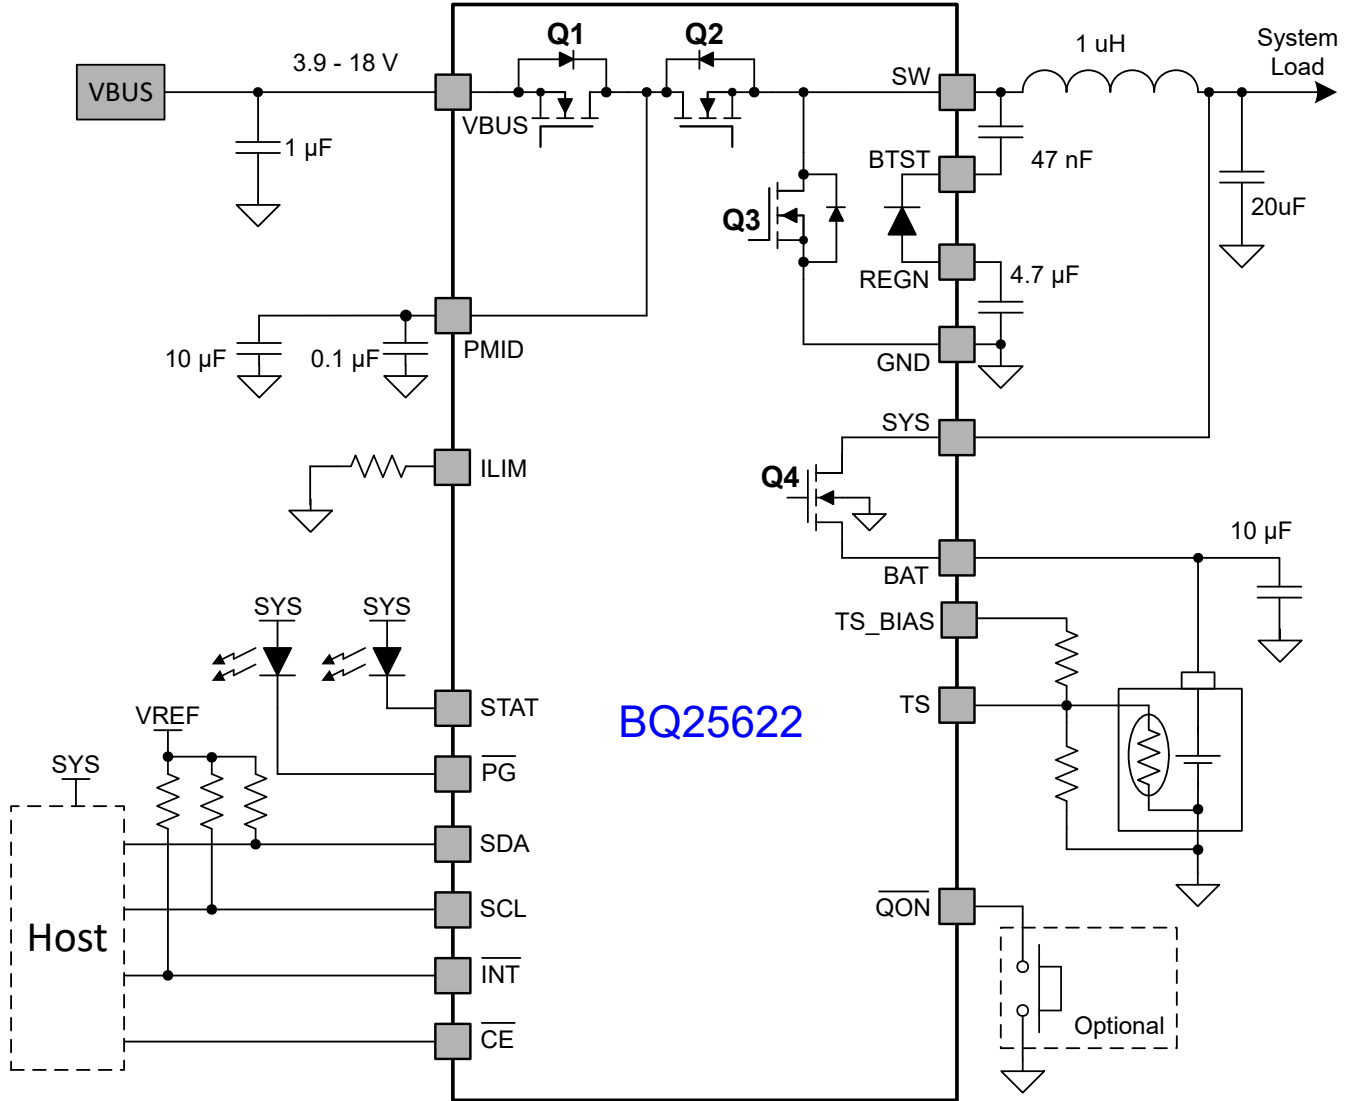 Q1
Q2
3.9 - 18 V
VBUS
VBUS
1 µF
SW
1 uH
System
Load
BTST
47 nF
20uF
Q3
REGN
4.7 µF
GND
PMID
10 µF
0.1 µF
SYS
Q4
ILIM
BAT
10 µF
TS_BIAS
SYS
SYS
STAT
TS
BQ25622
VREF
PG
SYS
SDA
SCL
QON
Host
INT
Optional
CE